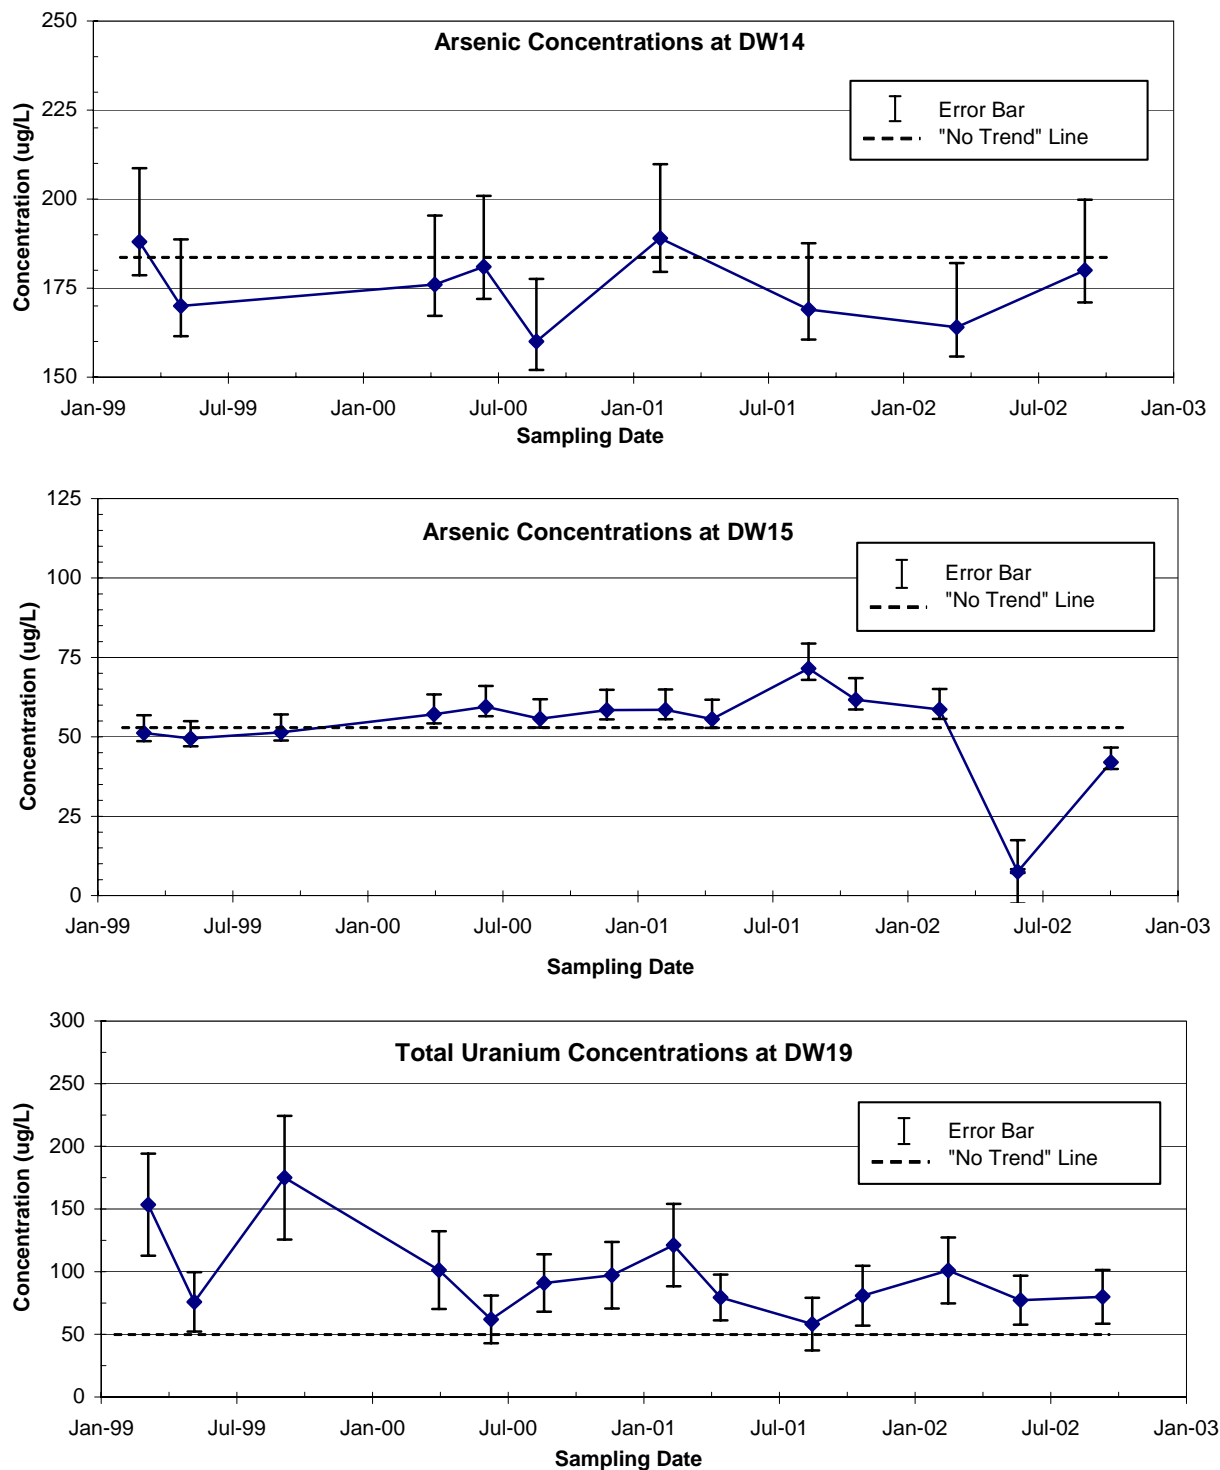 Arsenic Concentrations at DW14
Concentration (ug/L)
250
225
200
175
150
Error Bar
"No Trend" Line
Jan-99 Jul-99 Jan-00 Jul-00 Jan-01 Jul-01 Jan-02 Jul-02 Jan-03
Sampling Date
Arsenic Concentrations at DW15
Concentration (ug/L)
125
100
75
50
25
0
Error Bar
"No Trend" Line
Jan-99 Jul-99 Jan-00 Jul-00 Jan-01 Jul-01 Jan-02 Jul-02 Jan-03
Sampling Date
Total Uranium Concentrations at DW19
Concentration (ug/L)
300
250
200
150
100
50
0
Error Bar
"No Trend" Line
Jan-99 Jul-99 Jan-00 Jul-00 Jan-01 Jul-01 Jan-02 Jul-02 Jan-03
Sampling Date